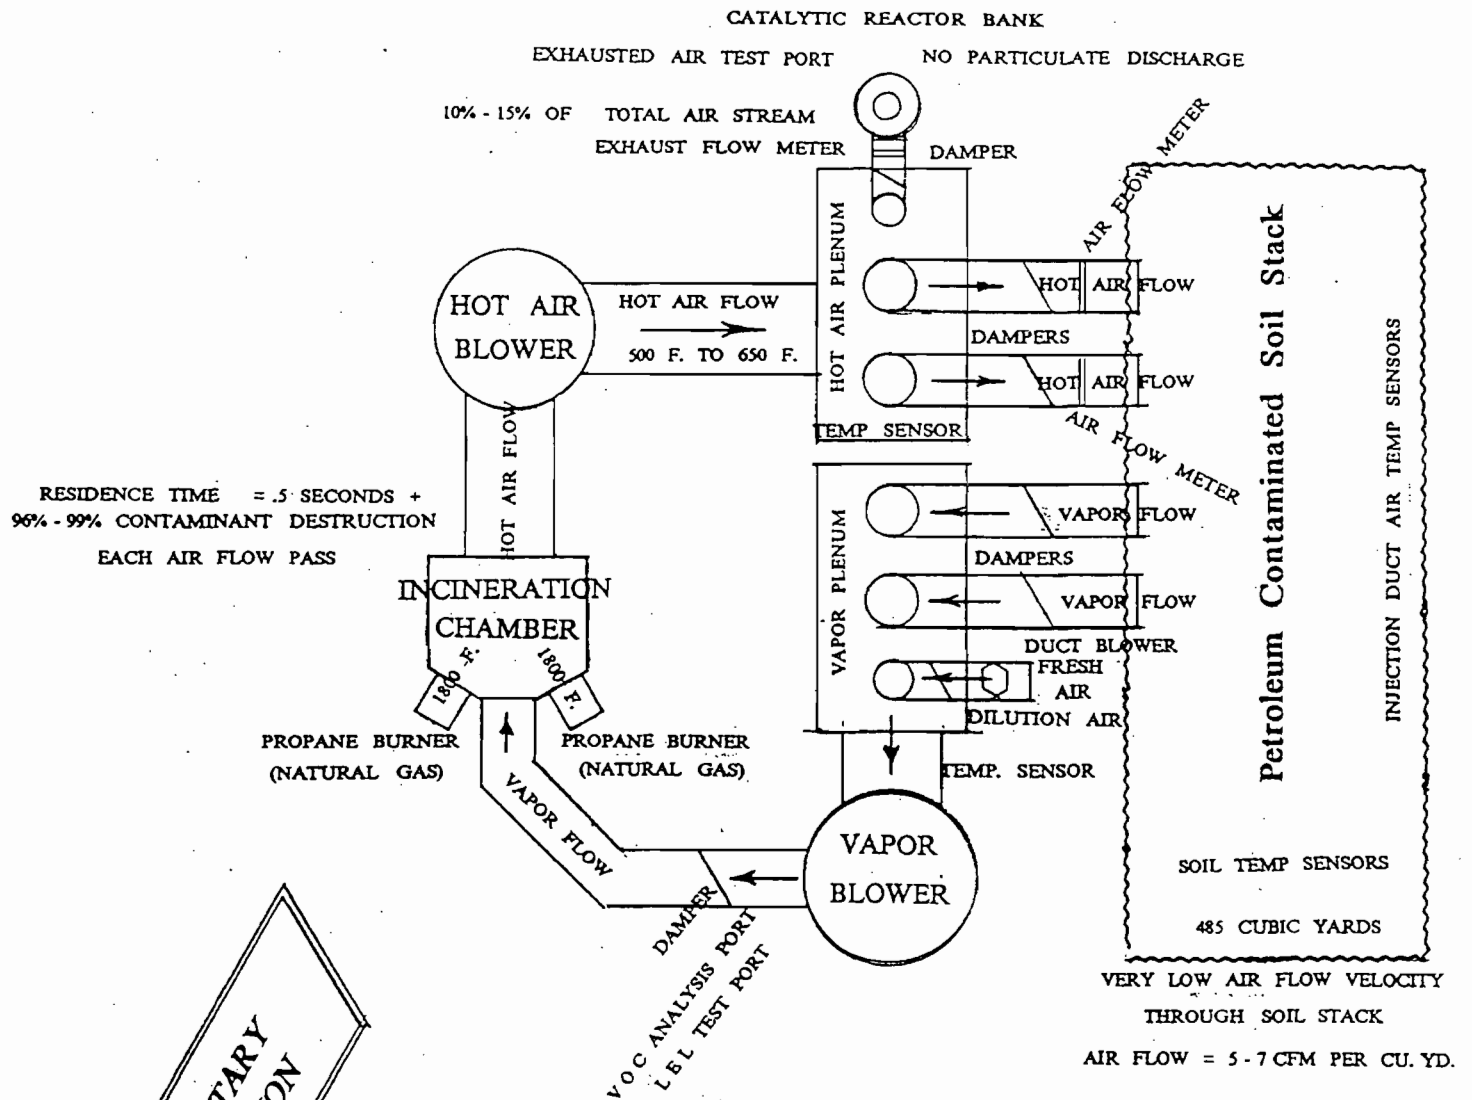 CATALYTIC REACTOR BANK
EXHAUSTED AIR TEST PORT NO PARTICULATE DISCHARGE
10% - 15% OF TOTAL AIR STREAM
EXHAUST FLOW METER DAMPER
AIR FLOW METER
HOT AIR PLENUM
HOT AIR FLOW
DAMPERS
HOT AIR FLOW
TEMP SENSOR
AIR FLOW METER
HOT AIR
BLOWER
HOT AIR FLOW
500 F. TO 650 F.
HOT AIR FLOW
RESIDENCE TIME = .5 SECONDS +
96% - 99% CONTAMINANT DESTRUCTION
EACH AIR FLOW PASS
INCINERATION
CHAMBER
1800 F.
1800 F.
PROPANE BURNER
(NATURAL GAS)
PROPANE BURNER
(NATURAL GAS)
VAPOR FLOW
VAPOR PLENUM
VAPOR FLOW
DAMPERS
VAPOR FLOW
DUCT BLOWER
FRESH
AIR
DILUTION AIR
TEMP. SENSOR
VAPOR
BLOWER
DAMPER
VOC ANALYSIS PORT
LEL TEST PORT
Petroleum Contaminated Soil Stack
INJECTION DUCT AIR TEMP SENSORS
SOIL TEMP SENSORS
485 CUBIC YARDS
VERY LOW AIR FLOW VELOCITY
THROUGH SOIL STACK
AIR FLOW = 5 - 7 CFM PER CU. YD.
TARY
ION